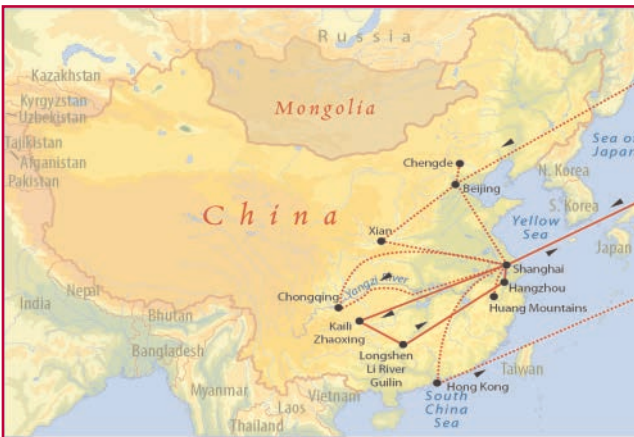 Russia
Kazakhstan
Mongolia
Kyrgyzstan
Uzbekistan
Sea of
Japan
Tajikistan
Chengde
Afganistan
N. Korea
Pakistan
Beijing
S. Korea
China
Yellow
Sea
Xian
Japan
Shanghai
Yangzi River
Hangzhou
Nepal
Chongqing
Huang Mountains
India
Bhutan
Kaili
Zhaoxing
Bangladesh
Longshen
Li River
Guilin
Taiwan
Myanmar
Hong Kong
Vietnam
South
China
Sea
Laos
Thailand